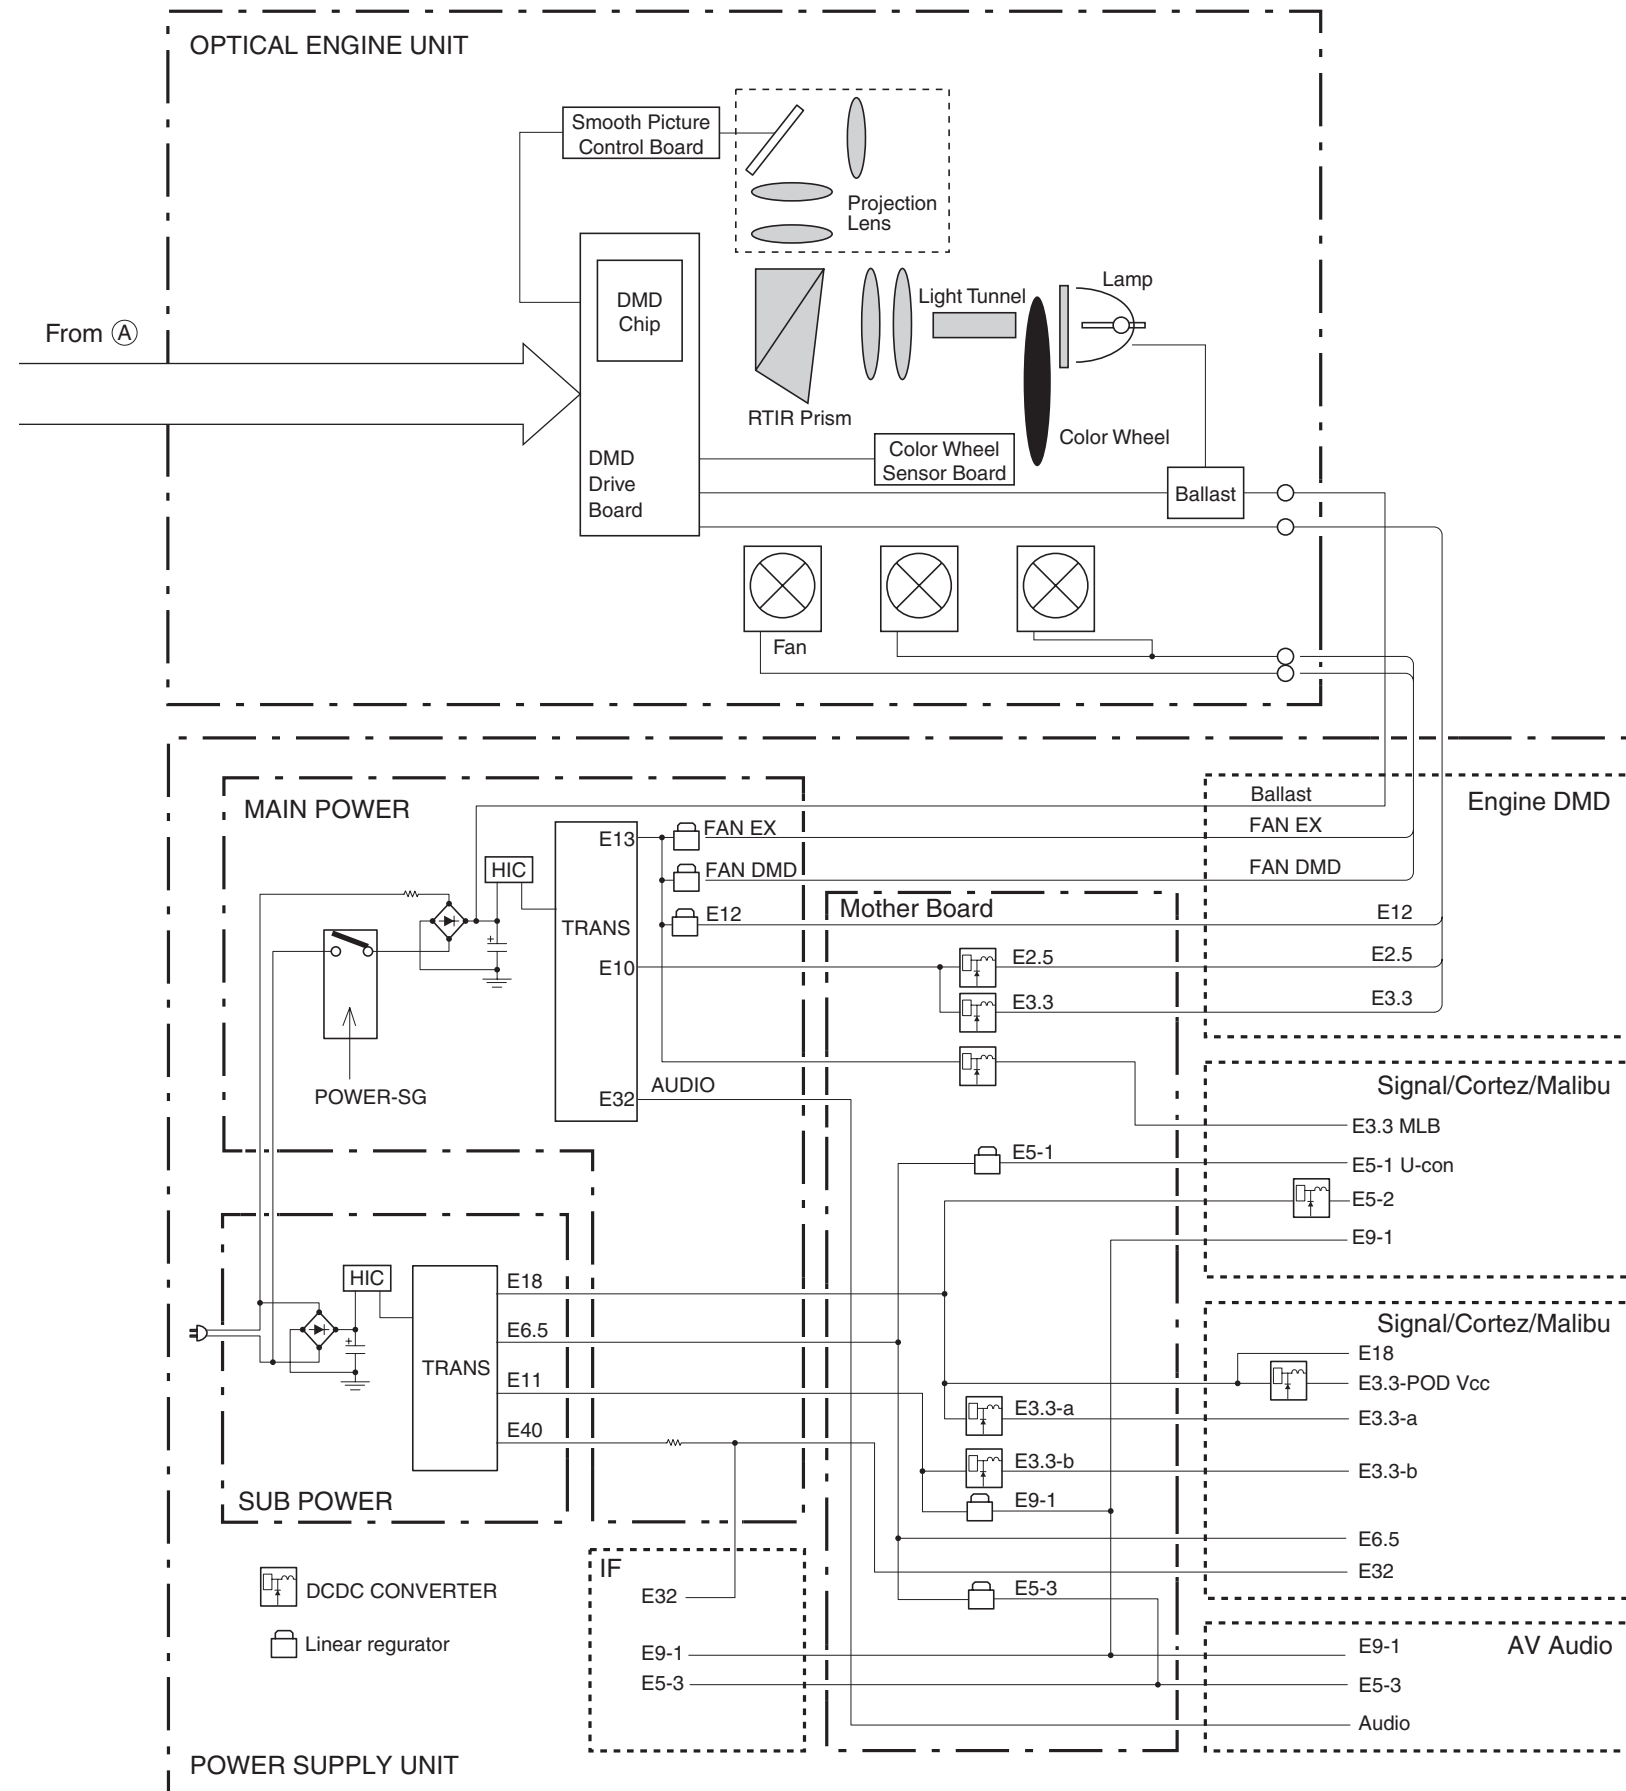 OPTICAL ENGINE UNIT
Smooth Picture
Control Board
Projection
Lens
DMD
Chip
Light Tunnel
Lamp
From Ⓐ
RTIR Prism
Color Wheel
DMD
Drive
Board
Color Wheel
Sensor Board
Ballast
Fan
MAIN POWER
Ballast
Engine DMD
E13
FAN EX
FAN EX
HIC
FAN DMD
FAN DMD
TRANS
E12
Mother Board
E12
E10
E2.5
E2.5
E3.3
E3.3
POWER-SG
E32
AUDIO
Signal/Cortez/Malibu
E3.3 MLB
E5-1
E5-1 U-con
E5-2
E9-1
HIC
E18
E6.5
TRANS
E11
E40
SUB POWER
Signal/Cortez/Malibu
E18
E3.3-POD Vcc
E3.3-a
E3.3-a
E3.3-b
E3.3-b
E9-1
E6.5
E32
IF
E32
E5-3
DCDC CONVERTER
Linear regurator
E9-1
E5-3
AV Audio
E9-1
E5-3
Audio
POWER SUPPLY UNIT